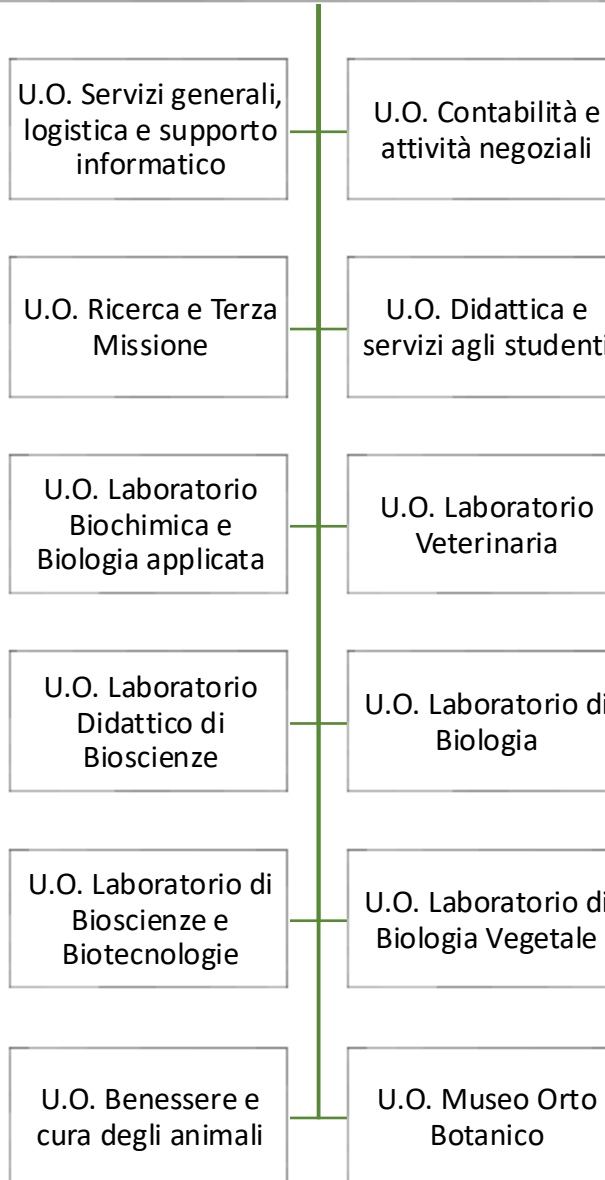 U.O. Servizi generali,
logistica e supporto
informatico
U.O. Contabilità e
attività negoziali
U.O. Ricerca e Terza
Missione
U.O. Didattica e
servizi agli studenti
U.O. Laboratorio
Biochimica e
Biologia applicata
U.O. Laboratorio
Veterinaria
U.O. Laboratorio
Didattico di
Bioscienze
U.O. Laboratorio di
Biologia
U.O. Laboratorio di
Bioscienze e
Biotecnologie
U.O. Laboratorio di
Biologia Vegetale
U.O. Benessere e
cura degli animali
U.O. Museo Orto
Botanico